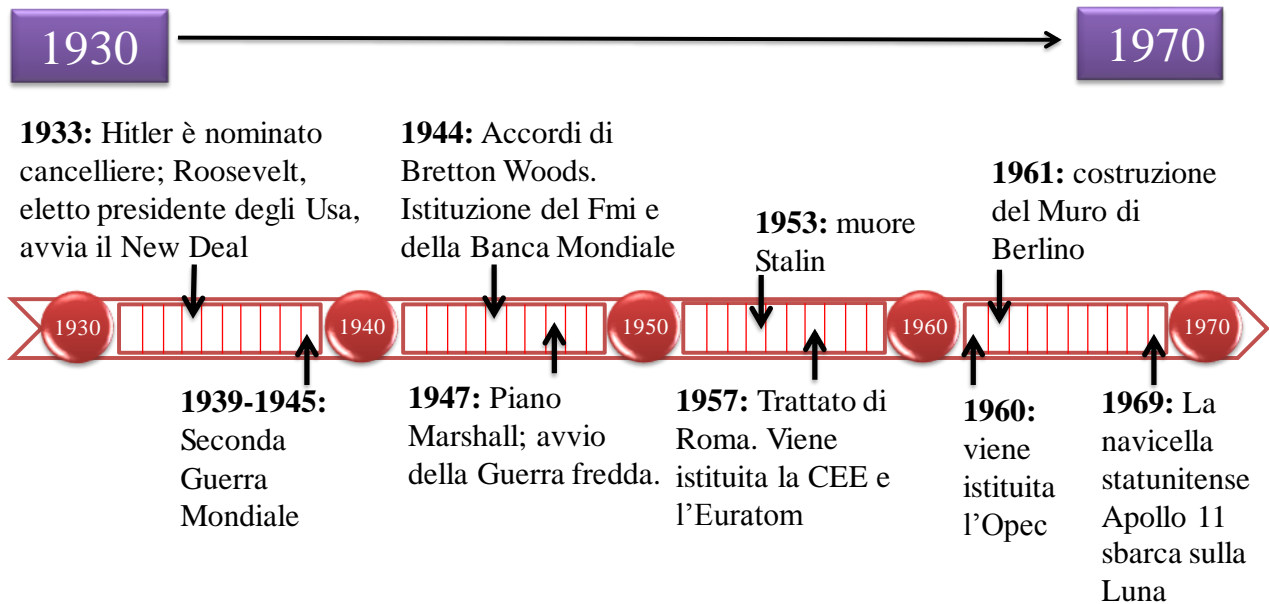 1930
1970
1933: Hitler è nominato
cancelliere; Roosevelt,
eletto presidente degli Usa,
avvia il New Deal
1944: Accordi di
Bretton Woods.
Istituzione del Fmi e
della Banca Mondiale
1953: muore
Stalin
1961: costruzione
del Muro di
Berlino
1930
1940
1950
1960
1970
1939-1945:
Seconda
Guerra
Mondiale
1947: Piano
Marshall; avvio
della Guerra fredda.
1957: Trattato di
Roma. Viene
istituita la CEE e
l’Euratom
1960:
viene
istituita
l’Opec
1969: La
navicella
statunitense
Apollo 11
sbarca sulla
Luna